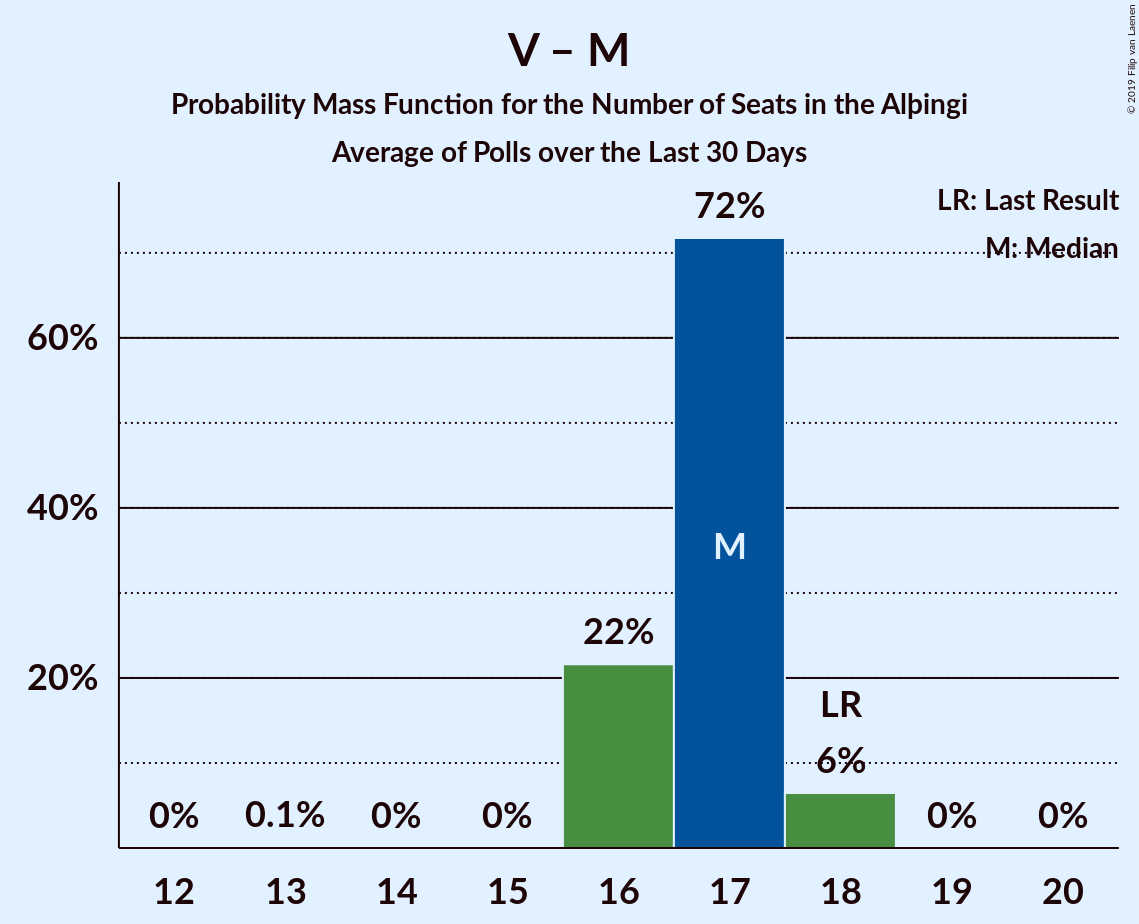 V – M
Probability Mass Function for the Number of Seats in the Alþingi
Average of Polls over the Last 30 Days
© 2019 Filip van Laenen
LR: Last Result
M: Median
72%
60%
40%
M
22%
20%
LR
6%
0% 0.1% 0% 0% 0% 0%
12 13 14 15 16 17 18 19 20